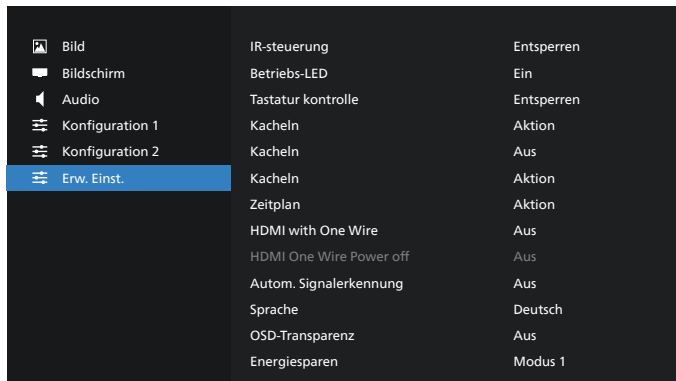 Bild
Bildschirm
Audio
Konfiguration 1
Konfiguration 2
Erw. Einst.
IR-steuerung Entsperren
Betriebs-LED Ein
Tastatur kontrolle Entsperren
Kacheln Aktion
Kacheln Aus
Kacheln Aktion
Zeitplan Aktion
HDMI with One Wire Aus
HDMI One Wire Power off Aus
Autom. Signalerkennung Aus
Sprache Deutsch
OSD-Transparenz Aus
Energiesparen Modus 1